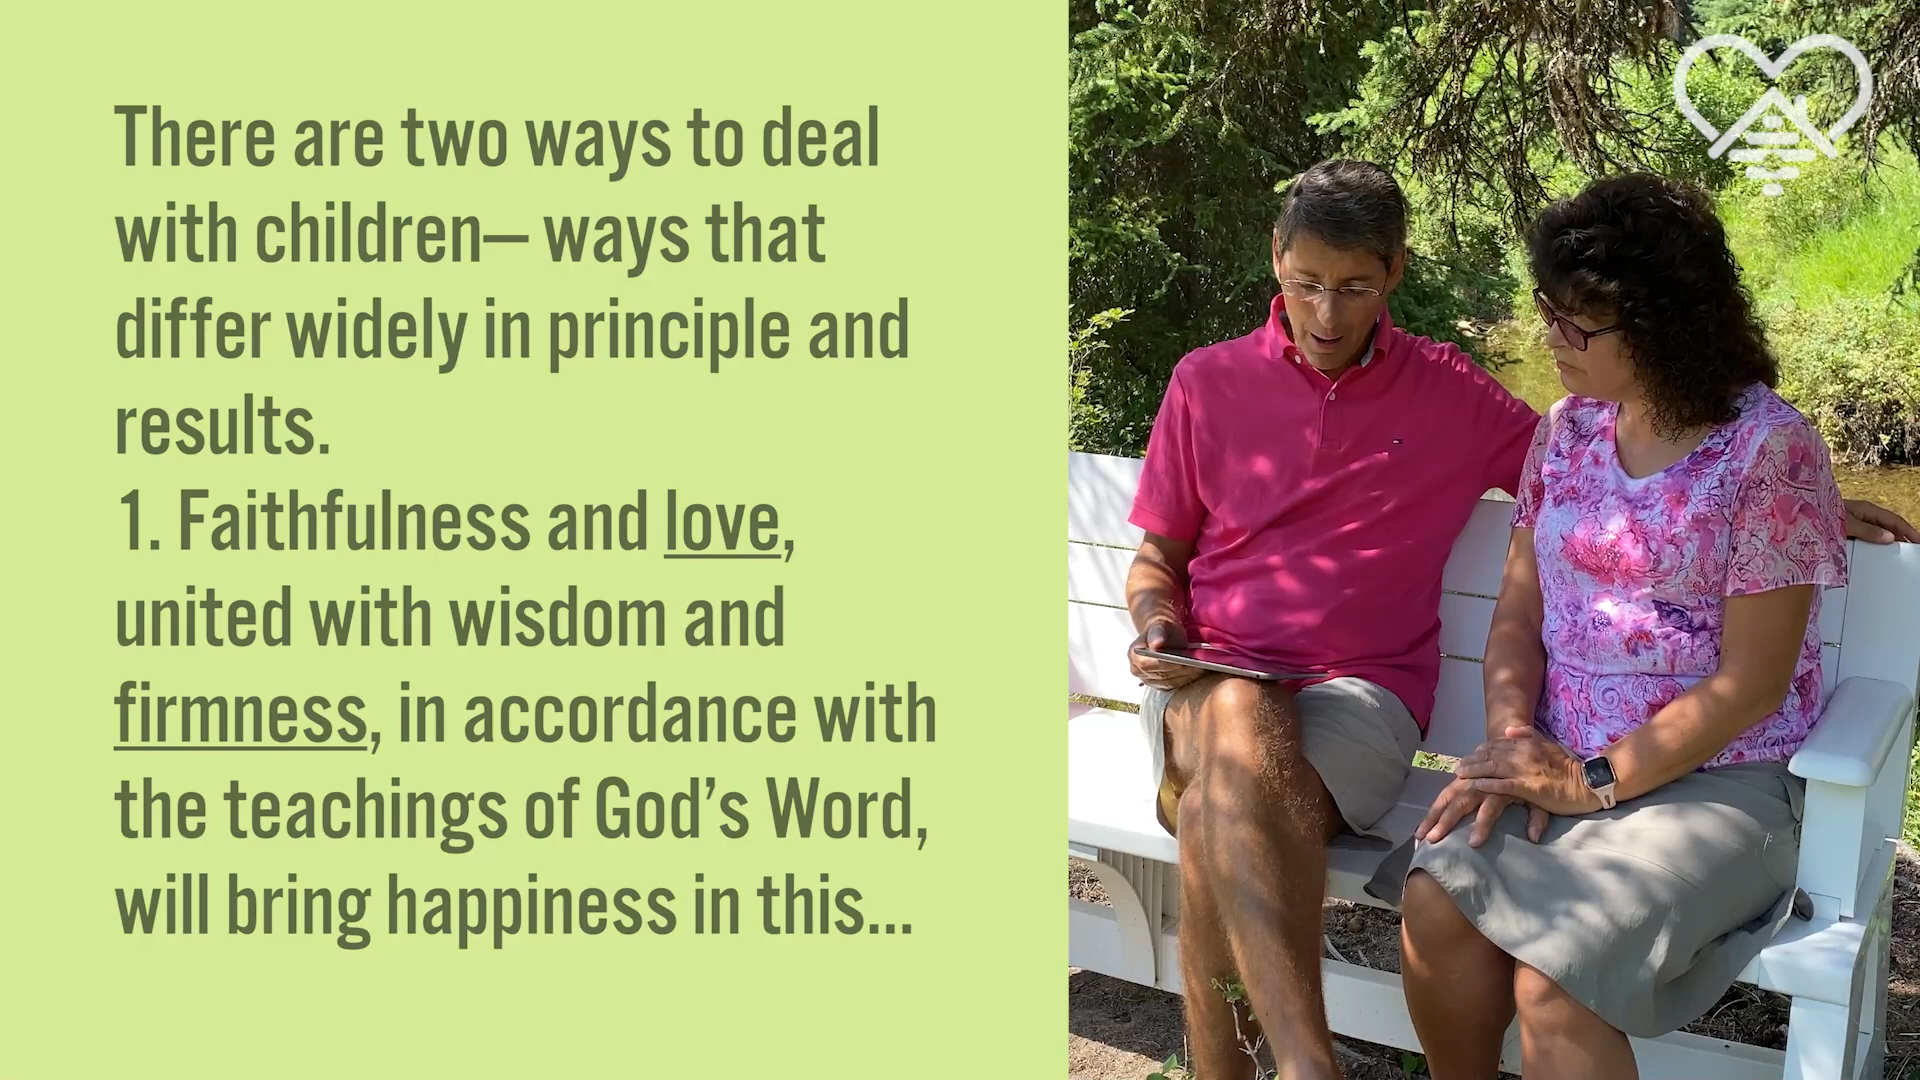 There are two ways to deal
with children— ways that
differ widely in principle and
results.
1. Faithfulness and love,
united with wisdom and
firmness, in accordance with
the teachings of God’s Word,
will bring happiness in this...